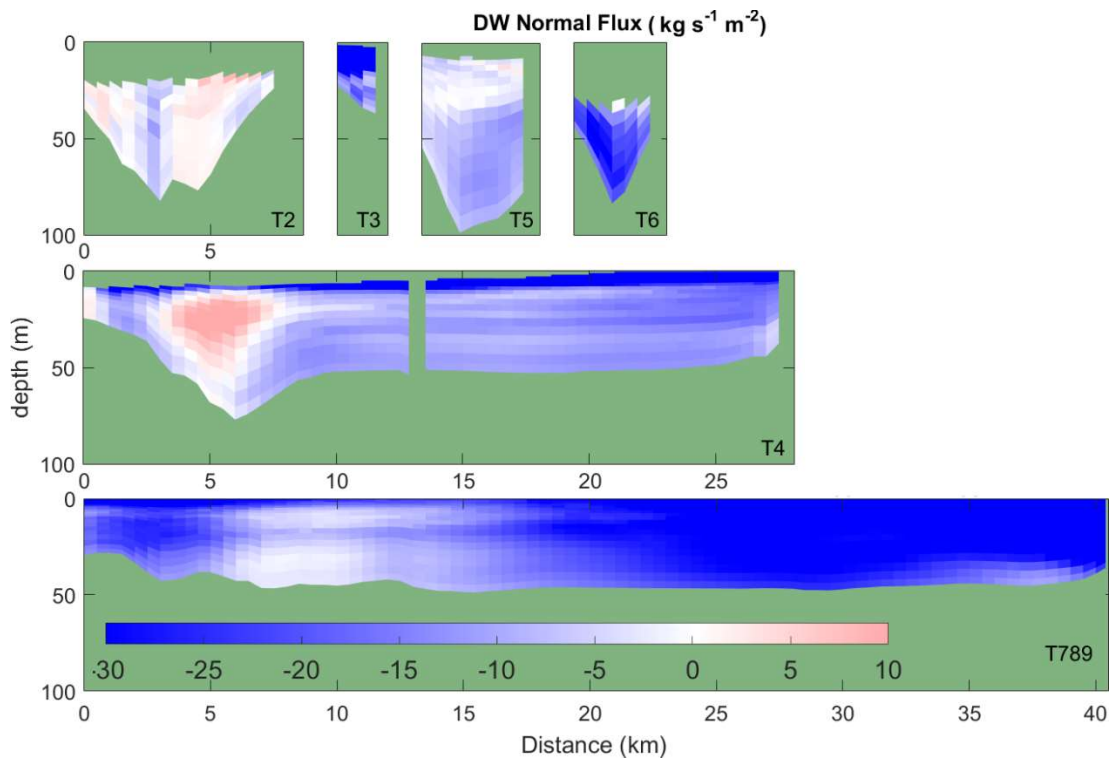 DW Normal Flux ( kg s⁻¹ m⁻²)
0
50
100
0 5
T2
T3
T5
T6
depth (m)
0
50
100
T4
0 5 10 15 20 25
0
50
100
-30 -25 -20 -15 -10 -5 0 5 10
T789
0 5 10 15 20 25 30 35 40
Distance (km)